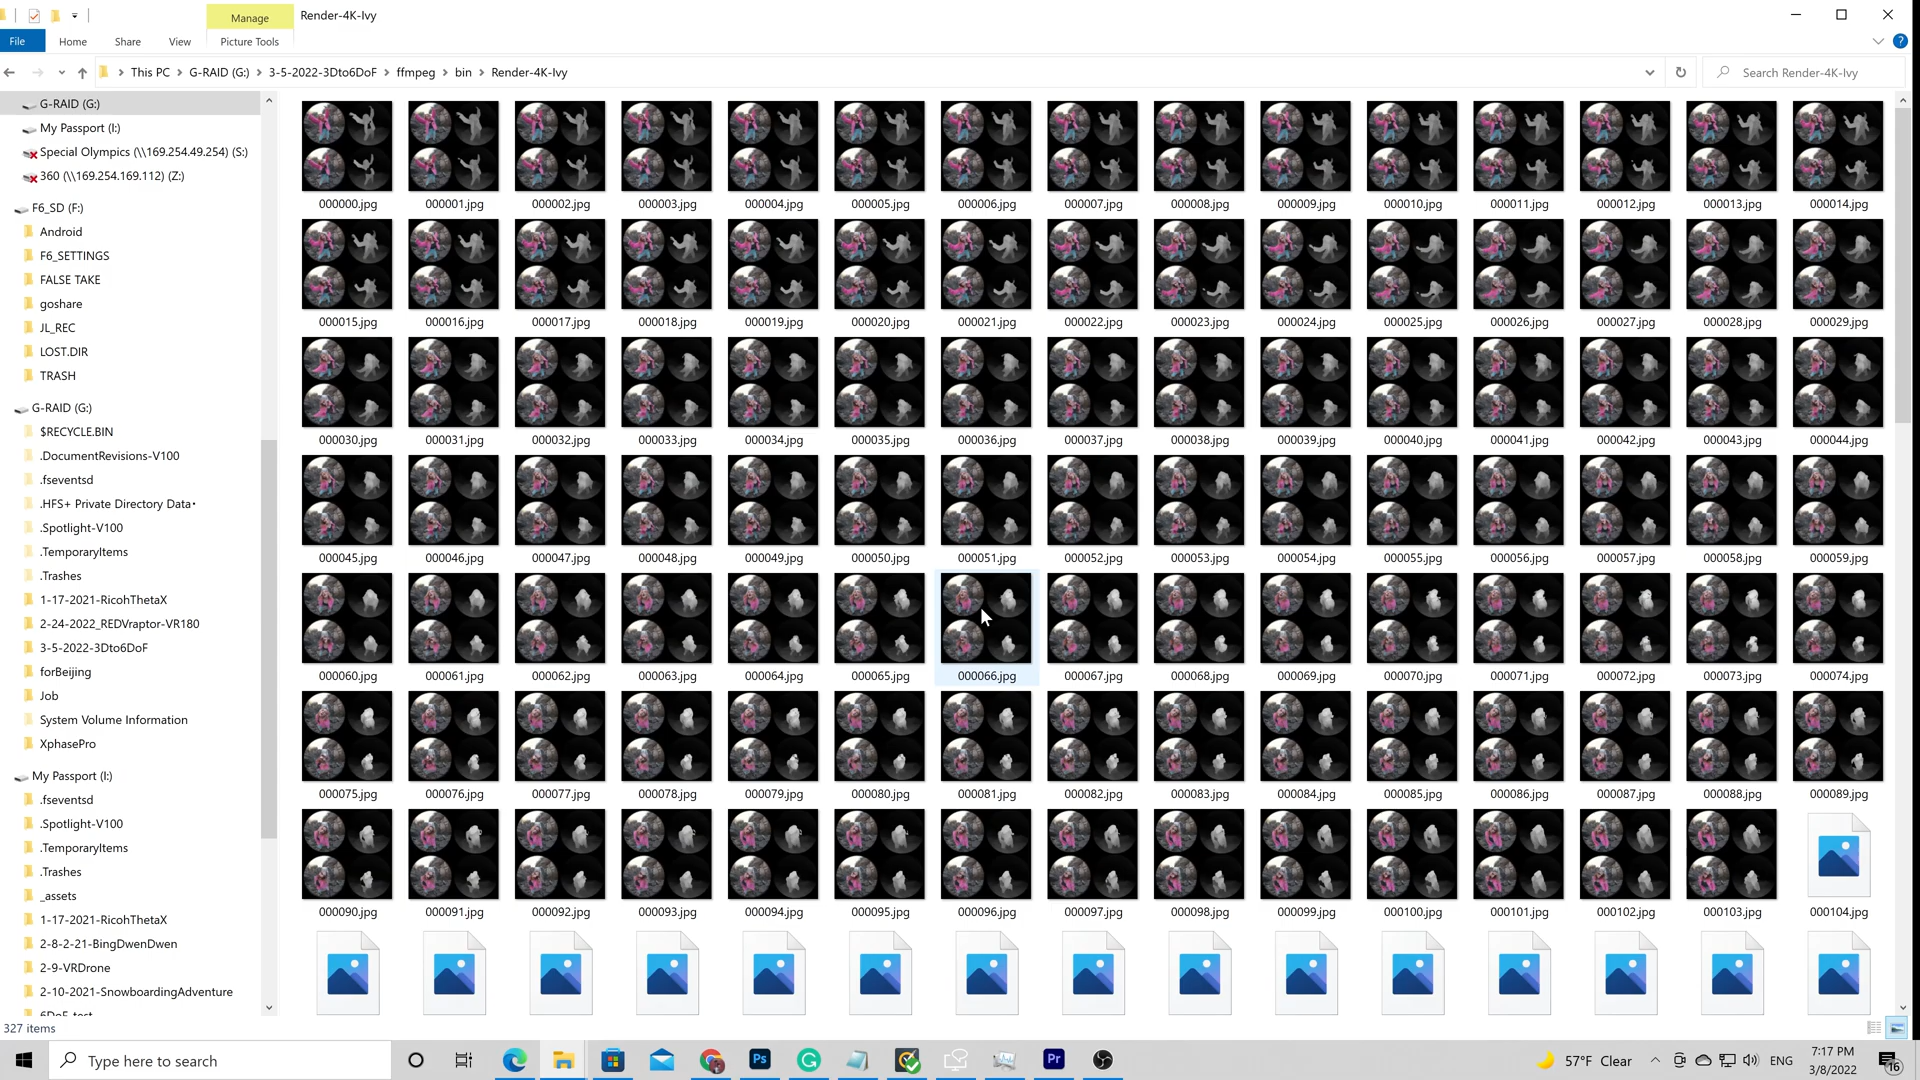 Manage
Render-4K-Ivy
File
Home
Share
View
Picture Tools
This PC > G-RAID (G:) > 3-5-2022-3Dto6DoF > ffmpeg > bin > Render-4K-Ivy
Search Render-4K-Ivy
G-RAID (G:)
My Passport (I:)
Special Olympics (\\169.254.49.254) (S:)
360 (\\169.254.169.112) (Z:)
F6_SD (F:)
Android
F6_SETTINGS
FALSE TAKE
goshare
JL_REC
LOST.DIR
TRASH
G-RAID (G:)
$RECYCLE.BIN
.DocumentRevisions-V100
.fseventsd
.HFS+ Private Directory Data
.Spotlight-V100
.TemporaryItems
.Trashes
1-17-2021-RicohThetaX
2-24-2022_REDVraptor-VR180
3-5-2022-3Dto6DoF
forBeijing
Job
System Volume Information
XphasePro
My Passport (I:)
.fseventsd
.Spotlight-V100
.TemporaryItems
.Trashes
_assets
1-17-2021-RicohThetaX
2-8-2-21-BingDwenDwen
2-9-VRDrone
2-10-2021-SnowboardingAdventure
000000.jpg 000001.jpg 000002.jpg 000003.jpg 000004.jpg 000005.jpg 000006.jpg 000007.jpg 000008.jpg 000009.jpg 000010.jpg 000011.jpg 000012.jpg 000013.jpg 000014.jpg
000015.jpg 000016.jpg 000017.jpg 000018.jpg 000019.jpg 000020.jpg 000021.jpg 000022.jpg 000023.jpg 000024.jpg 000025.jpg 000026.jpg 000027.jpg 000028.jpg 000029.jpg
000030.jpg 000031.jpg 000032.jpg 000033.jpg 000034.jpg 000035.jpg 000036.jpg 000037.jpg 000038.jpg 000039.jpg 000040.jpg 000041.jpg 000042.jpg 000043.jpg 000044.jpg
000045.jpg 000046.jpg 000047.jpg 000048.jpg 000049.jpg 000050.jpg 000051.jpg 000052.jpg 000053.jpg 000054.jpg 000055.jpg 000056.jpg 000057.jpg 000058.jpg 000059.jpg
000060.jpg 000061.jpg 000062.jpg 000063.jpg 000064.jpg 000065.jpg 000066.jpg 000067.jpg 000068.jpg 000069.jpg 000070.jpg 000071.jpg 000072.jpg 000073.jpg 000074.jpg
000075.jpg 000076.jpg 000077.jpg 000078.jpg 000079.jpg 000080.jpg 000081.jpg 000082.jpg 000083.jpg 000084.jpg 000085.jpg 000086.jpg 000087.jpg 000088.jpg 000089.jpg
000090.jpg 000091.jpg 000092.jpg 000093.jpg 000094.jpg 000095.jpg 000096.jpg 000097.jpg 000098.jpg 000099.jpg 000100.jpg 000101.jpg 000102.jpg 000103.jpg 000104.jpg
327 items
Type here to search
Ps
Pr
57°F Clear
ENG
7:17 PM
3/8/2022
16